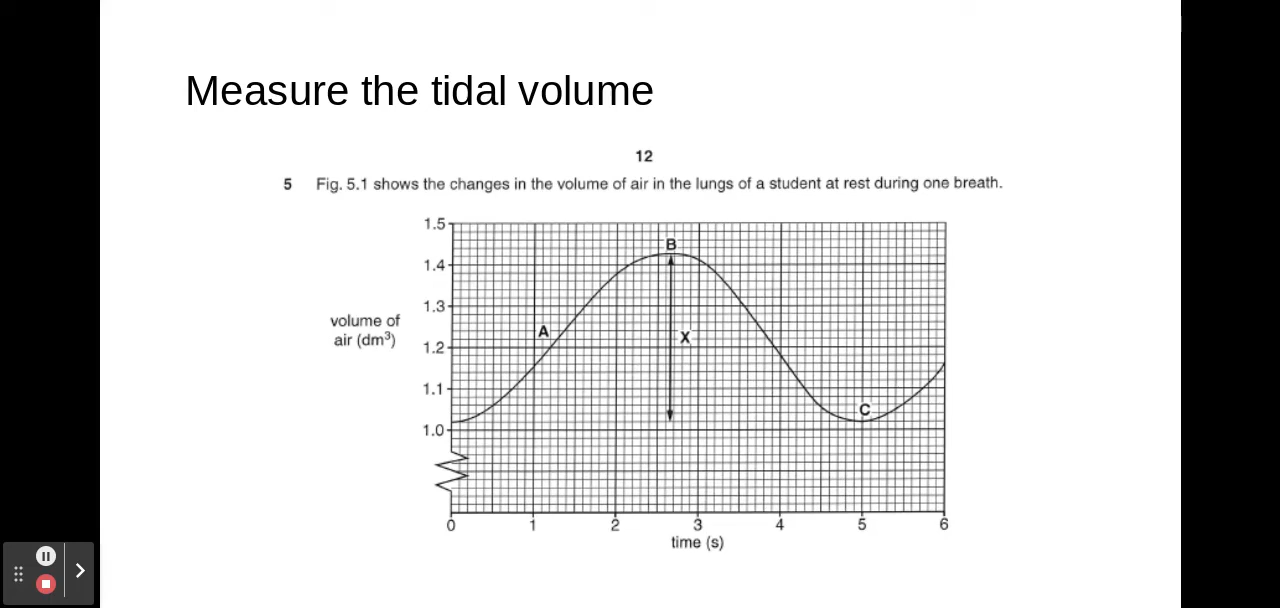 Measure the tidal volume
12
5 Fig. 5.1 shows the changes in the volume of air in the lungs of a student at rest during one breath.
1.5
B
1.4
1.3
volume of
air (dm³)
A
X
1.2
1.1
C
1.0
0 1 2 3 4 5 6
time (s)